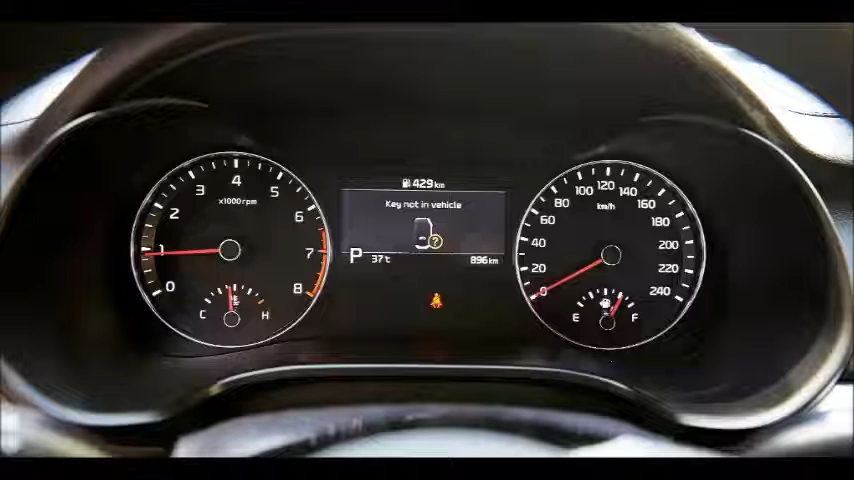 429km
Key not in vehicle
?
P 37°C 896km
0 1 2 3 4 5 6 7 8
x1000rpm
C H
0 20 40 60 80 100 120 140 160 180 200 220 240
km/h
E F